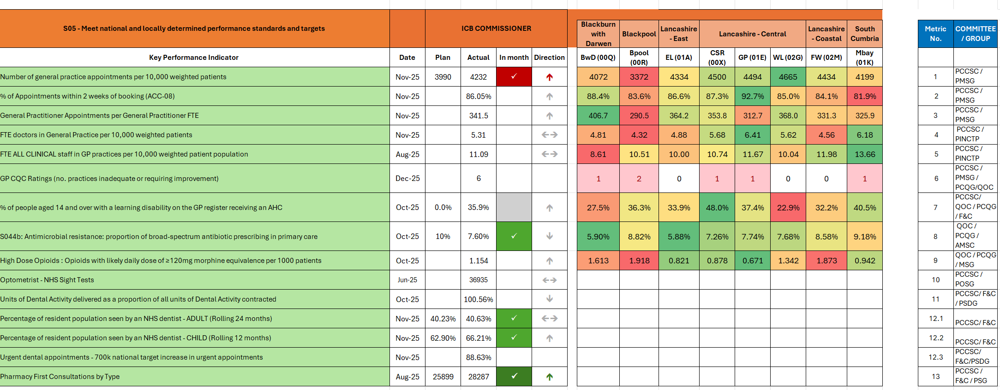 S05 - Meet national and locally determined performance standards and targets
ICB COMMISSIONER
Blackburn with Darwen
Blackpool
Lancashire - East
Lancashire - Central
Lancashire - Coastal
South Cumbria
Metric No.
COMMITTEE / GROUP
Key Performance Indicator Date Plan Actual In month Direction BwD (00Q) Bpool (00R) EL (01A) CSR (00X) GP (01E) WL (02G) FW (02M) Mbay (01K)
Number of general practice appointments per 10,000 weighted patients Nov-25 3990 4232 ✓ ↑ 4072 3372 4334 4500 4494 4665 4434 4199 1 PCCSC / PMSG
% of Appointments within 2 weeks of booking (ACC-08) Nov-25 86.05% ↑ 88.4% 83.6% 86.6% 87.3% 92.7% 85.0% 84.1% 81.9% 2 PCCSC / PMSG
General Practitioner Appointments per General Practitioner FTE Nov-25 341.5 ↑ 406.7 290.5 364.2 353.8 312.7 368.0 331.3 325.9 3 PCCSC / PMSG
FTE doctors in General Practice per 10,000 weighted patients Nov-25 5.31 ←→ 4.81 4.32 4.88 5.68 6.41 5.62 4.56 6.18 4 PCCSC / PINCTP
FTE ALL CLINICAL staff in GP practices per 10,000 weighted patient population Aug-25 11.09 ←→ 8.61 10.51 10.00 10.74 11.67 10.04 11.98 13.66 5 PCCSC / PINCTP
GP CQC Ratings (no. practices inadequate or requiring improvement) Dec-25 6 1 2 0 1 1 0 0 1 6 PCCSC / PMSG / PCQG/QOC
% of people aged 14 and over with a learning disability on the GP register receiving an AHC Oct-25 0.0% 35.9% ↑ 27.5% 36.3% 33.9% 48.0% 37.4% 22.9% 32.2% 40.5% 7 PCCSC/ QOC / PCQG / F&C
S044b: Antimicrobial resistance: proportion of broad-spectrum antibiotic prescribing in primary care Oct-25 10% 7.60% ✓ ↓ 5.90% 8.82% 5.88% 7.26% 7.74% 7.68% 8.58% 9.18% 8 QOC / PCQG / AMSC
High Dose Opioids : Opioids with likely daily dose of ≥120mg morphine equivalence per 1000 patients Oct-25 1.154 ↑ 1.613 1.918 0.821 0.878 0.671 1.342 1.873 0.942 9 QOC / PCQG / MSG
Optometrist - NHS Sight Tests Jun-25 36935 ←→ 10 PCCSC / POSG
Units of Dental Activity delivered as a proportion of all units of Dental Activity contracted Oct-25 100.56% ↓ 11 PCCSC/ F&C / PSDG
Percentage of resident population seen by an NHS dentist - ADULT (Rolling 24 months) Nov-25 40.23% 40.63% ✓ ←→ 12.1 PCCSC/ F&C
Percentage of resident population seen by an NHS dentist - CHILD (Rolling 12 months) Nov-25 62.90% 66.21% ✓ ↑ 12.2 PCCSC/ F&C
Urgent dental appointments - 700k national target increase in urgent appointments Nov-25 88.63% 12.3 PCCSC/ F&C/PSDG
Pharmacy First Consultations by Type Aug-25 25899 28287 ✓ ↑ 13 PCCSC / F&C / PSG